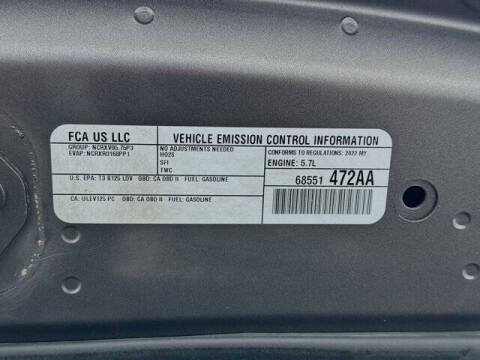 FCA US LLC
VEHICLE EMISSION CONTROL INFORMATION
GROUP: NCRXV05.75P3
EVAP: NCRXR0168PP1
NO ADJUSTMENTS NEEDED
HO2S
SFI
TWC
CONFORMS TO REGULATIONS: 2022 MY
ENGINE: 5.7L
U.S. EPA: T3 B125 LDV OBD: CA OBD II FUEL: GASOLINE
68551 472AA
CA: ULEV125 PC OBD: CA OBD II FUEL: GASOLINE